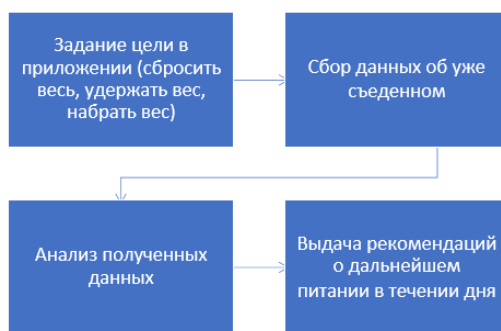 Задание цели в
приложении (сбросить
весь, удержать вес,
набрать вес)
Сбор данных об уже
съеденном
Анализ полученных
данных
Выдача рекомендаций
о дальнейшем
питании в течении дня